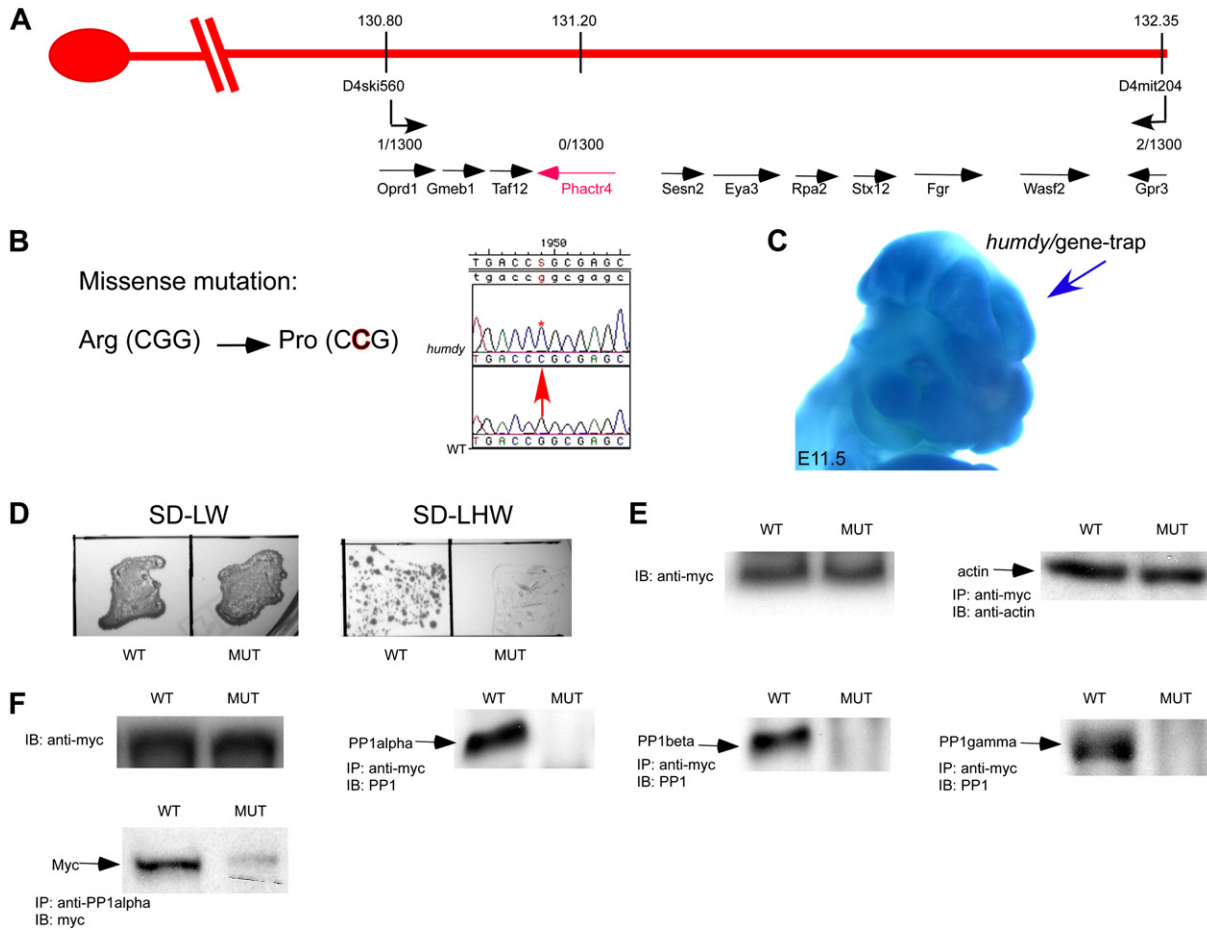 A
130.80
131.20
132.35
D4ski560
D4mit204
1/1300
0/1300
2/1300
Oprd1
Gmeb1
Taf12
Phactr4
Sesn2
Eya3
Rpa2
Stx12
Fgr
Wasf2
Gpr3
B
Missense mutation:
Arg (CGG)
Pro (CCG)
1950
TGACCSGCGAGC
tgaccggcgagc
*
humdy
TGACCCGCGAGC
WT
TGACCGGCGAGC
C
humdy/gene-trap
E11.5
D
SD-LW
SD-LHW
WT
MUT
WT
MUT
E
WT
MUT
IB: anti-myc
WT
MUT
actin
IP: anti-myc
IB: anti-actin
F
WT
MUT
IB: anti-myc
WT
MUT
PP1alpha
IP: anti-myc
IB: PP1
WT
MUT
PP1beta
IP: anti-myc
IB: PP1
WT
MUT
PP1gamma
IP: anti-myc
IB: PP1
WT
MUT
Myc
IP: anti-PP1alpha
IB: myc